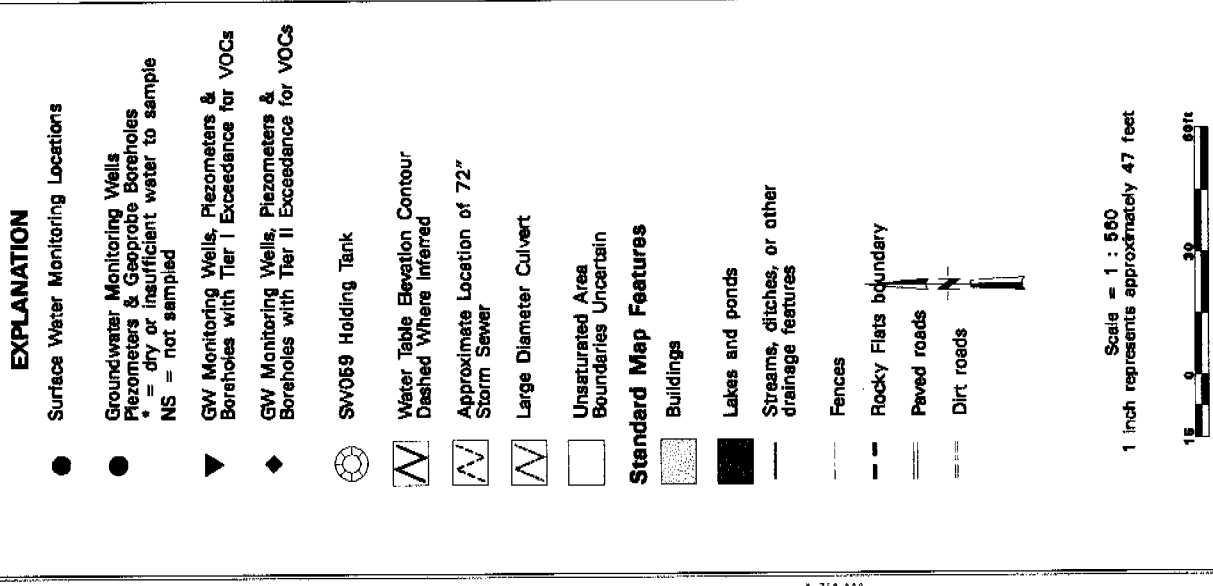 EXPLANATION
Surface Water Monitoring Locations
Groundwater Monitoring Wells
Piezometers & Geoprobe Boreholes
* = dry or insufficient water to sample
NS = not sampled
GW Monitoring Wells, Piezometers &
Boreholes with Tier I Exceedance for VOCs
GW Monitoring Wells, Piezometers &
Boreholes with Tier II Exceedance for VOCs
SW059 Holding Tank
Water Table Elevation Contour
Dashed Where Inferred
Approximate Location of 72"
Storm Sewer
Large Diameter Culvert
Unsaturated Area
Boundaries Uncertain
Standard Map Features
Buildings
Lakes and ponds
Streams, ditches, or other
drainage features
Fences
Rocky Flats boundary
Paved roads
Dirt roads
N
Scale = 1 : 560
1 inch represents approximately 47 feet
15 0 30 60ft